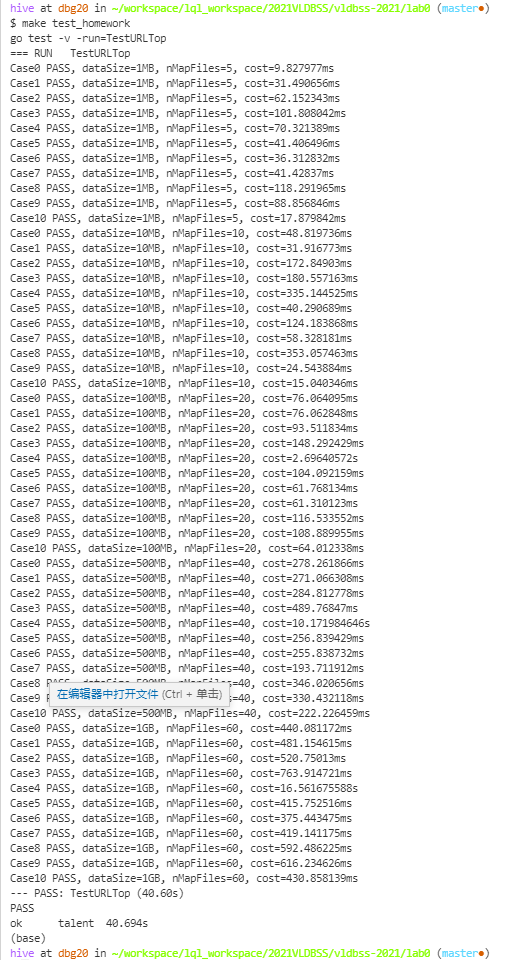 hive at dbg20 in ~/workspace/lql_workspace/2021VLDBSS/vldbss-2021/lab0 (master●)
$ make test_homework
go test -v -run=TestURLTop
=== RUN   TestURLTop
Case0 PASS, dataSize=1MB, nMapFiles=5, cost=9.827977ms
Case1 PASS, dataSize=1MB, nMapFiles=5, cost=31.490656ms
Case2 PASS, dataSize=1MB, nMapFiles=5, cost=62.152343ms
Case3 PASS, dataSize=1MB, nMapFiles=5, cost=101.808042ms
Case4 PASS, dataSize=1MB, nMapFiles=5, cost=70.321389ms
Case5 PASS, dataSize=1MB, nMapFiles=5, cost=41.406496ms
Case6 PASS, dataSize=1MB, nMapFiles=5, cost=36.312832ms
Case7 PASS, dataSize=1MB, nMapFiles=5, cost=41.42837ms
Case8 PASS, dataSize=1MB, nMapFiles=5, cost=118.291965ms
Case9 PASS, dataSize=1MB, nMapFiles=5, cost=88.856846ms
Case10 PASS, dataSize=1MB, nMapFiles=5, cost=17.879842ms
Case0 PASS, dataSize=10MB, nMapFiles=10, cost=48.819736ms
Case1 PASS, dataSize=10MB, nMapFiles=10, cost=31.916773ms
Case2 PASS, dataSize=10MB, nMapFiles=10, cost=172.84903ms
Case3 PASS, dataSize=10MB, nMapFiles=10, cost=180.557163ms
Case4 PASS, dataSize=10MB, nMapFiles=10, cost=335.144525ms
Case5 PASS, dataSize=10MB, nMapFiles=10, cost=40.290689ms
Case6 PASS, dataSize=10MB, nMapFiles=10, cost=124.183868ms
Case7 PASS, dataSize=10MB, nMapFiles=10, cost=58.328181ms
Case8 PASS, dataSize=10MB, nMapFiles=10, cost=353.057463ms
Case9 PASS, dataSize=10MB, nMapFiles=10, cost=24.543884ms
Case10 PASS, dataSize=10MB, nMapFiles=10, cost=15.040346ms
Case0 PASS, dataSize=100MB, nMapFiles=20, cost=76.064095ms
Case1 PASS, dataSize=100MB, nMapFiles=20, cost=76.062848ms
Case2 PASS, dataSize=100MB, nMapFiles=20, cost=93.511834ms
Case3 PASS, dataSize=100MB, nMapFiles=20, cost=148.292429ms
Case4 PASS, dataSize=100MB, nMapFiles=20, cost=2.69640572s
Case5 PASS, dataSize=100MB, nMapFiles=20, cost=104.092159ms
Case6 PASS, dataSize=100MB, nMapFiles=20, cost=61.768134ms
Case7 PASS, dataSize=100MB, nMapFiles=20, cost=61.310123ms
Case8 PASS, dataSize=100MB, nMapFiles=20, cost=116.533552ms
Case9 PASS, dataSize=100MB, nMapFiles=20, cost=108.889955ms
Case10 PASS, dataSize=100MB, nMapFiles=20, cost=64.012338ms
Case0 PASS, dataSize=500MB, nMapFiles=40, cost=278.261866ms
Case1 PASS, dataSize=500MB, nMapFiles=40, cost=271.066308ms
Case2 PASS, dataSize=500MB, nMapFiles=40, cost=284.812778ms
Case3 PASS, dataSize=500MB, nMapFiles=40, cost=489.76847ms
Case4 PASS, dataSize=500MB, nMapFiles=40, cost=10.171984646s
Case5 PASS, dataSize=500MB, nMapFiles=40, cost=256.839429ms
Case6 PASS, dataSize=500MB, nMapFiles=40, cost=255.838732ms
Case7 PASS, dataSize=500MB, nMapFiles=40, cost=193.711912ms
Case8 PASS, dataSize=500MB, nMapFiles=40, cost=346.020656ms
在编辑器中打开文件 (Ctrl + 单击)
Case9 =40, cost=330.432118ms
Case10 PASS, dataSize=500MB, nMapFiles=40, cost=222.226459ms
Case0 PASS, dataSize=1GB, nMapFiles=60, cost=440.081172ms
Case1 PASS, dataSize=1GB, nMapFiles=60, cost=481.154615ms
Case2 PASS, dataSize=1GB, nMapFiles=60, cost=520.75013ms
Case3 PASS, dataSize=1GB, nMapFiles=60, cost=763.914721ms
Case4 PASS, dataSize=1GB, nMapFiles=60, cost=16.561675588s
Case5 PASS, dataSize=1GB, nMapFiles=60, cost=415.752516ms
Case6 PASS, dataSize=1GB, nMapFiles=60, cost=375.443475ms
Case7 PASS, dataSize=1GB, nMapFiles=60, cost=419.141175ms
Case8 PASS, dataSize=1GB, nMapFiles=60, cost=592.486225ms
Case9 PASS, dataSize=1GB, nMapFiles=60, cost=616.234626ms
Case10 PASS, dataSize=1GB, nMapFiles=60, cost=430.858139ms
--- PASS: TestURLTop (40.60s)
PASS
ok      talent  40.694s
(base)
hive at dbg20 in ~/workspace/lql_workspace/2021VLDBSS/vldbss-2021/lab0 (master●)